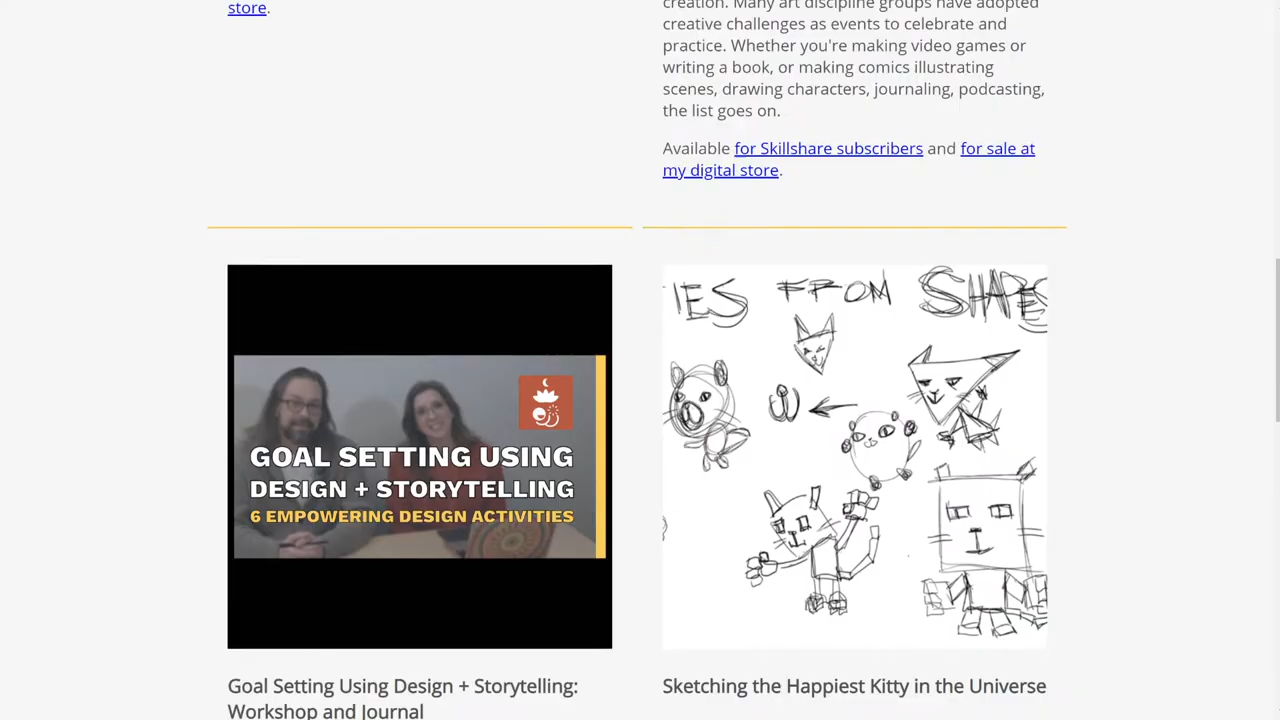 store.
creation. Many art discipline groups have adopted
creative challenges as events to celebrate and
practice. Whether you're making video games or
writing a book, or making comics illustrating
scenes, drawing characters, journaling, podcasting,
the list goes on.
Available for Skillshare subscribers and for sale at
my digital store.
GOAL SETTING USING
DESIGN + STORYTELLING
6 EMPOWERING DESIGN ACTIVITIES
IES FROM SHAPES
Goal Setting Using Design + Storytelling:
Workshop and Journal
Sketching the Happiest Kitty in the Universe